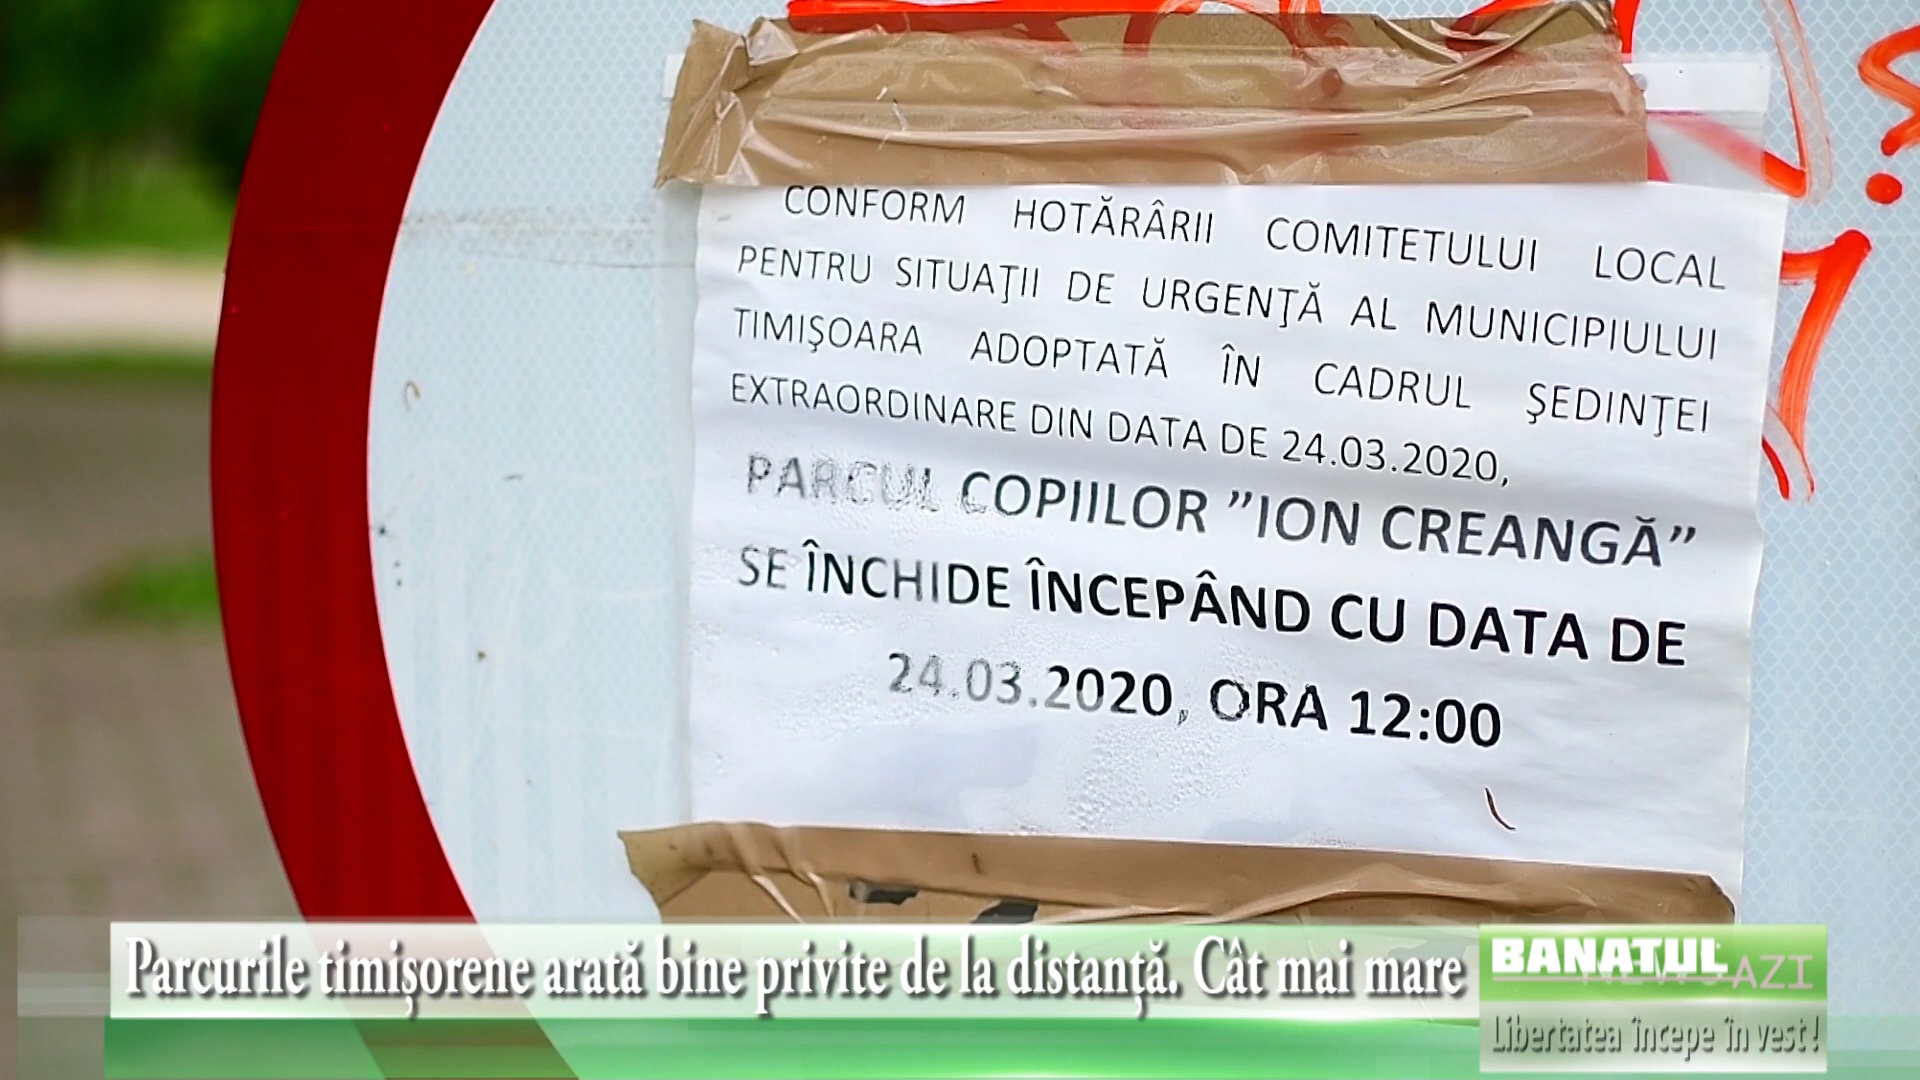 CONFORM HOTĂRÂRII COMITETULUI LOCAL
PENTRU SITUAŢII DE URGENŢĂ AL MUNICIPIULUI
TIMIŞOARA ADOPTATĂ ÎN CADRUL ŞEDINŢEI
EXTRAORDINARE DIN DATA DE 24.03.2020,
PARCUL COPIILOR ”ION CREANGĂ”
SE ÎNCHIDE ÎNCEPÂND CU DATA DE
24.03.2020, ORA 12:00
Parcurile timișorene arată bine privite de la distanță. Cât mai mare
BANATUL
AZI
Libertatea începe în vest!